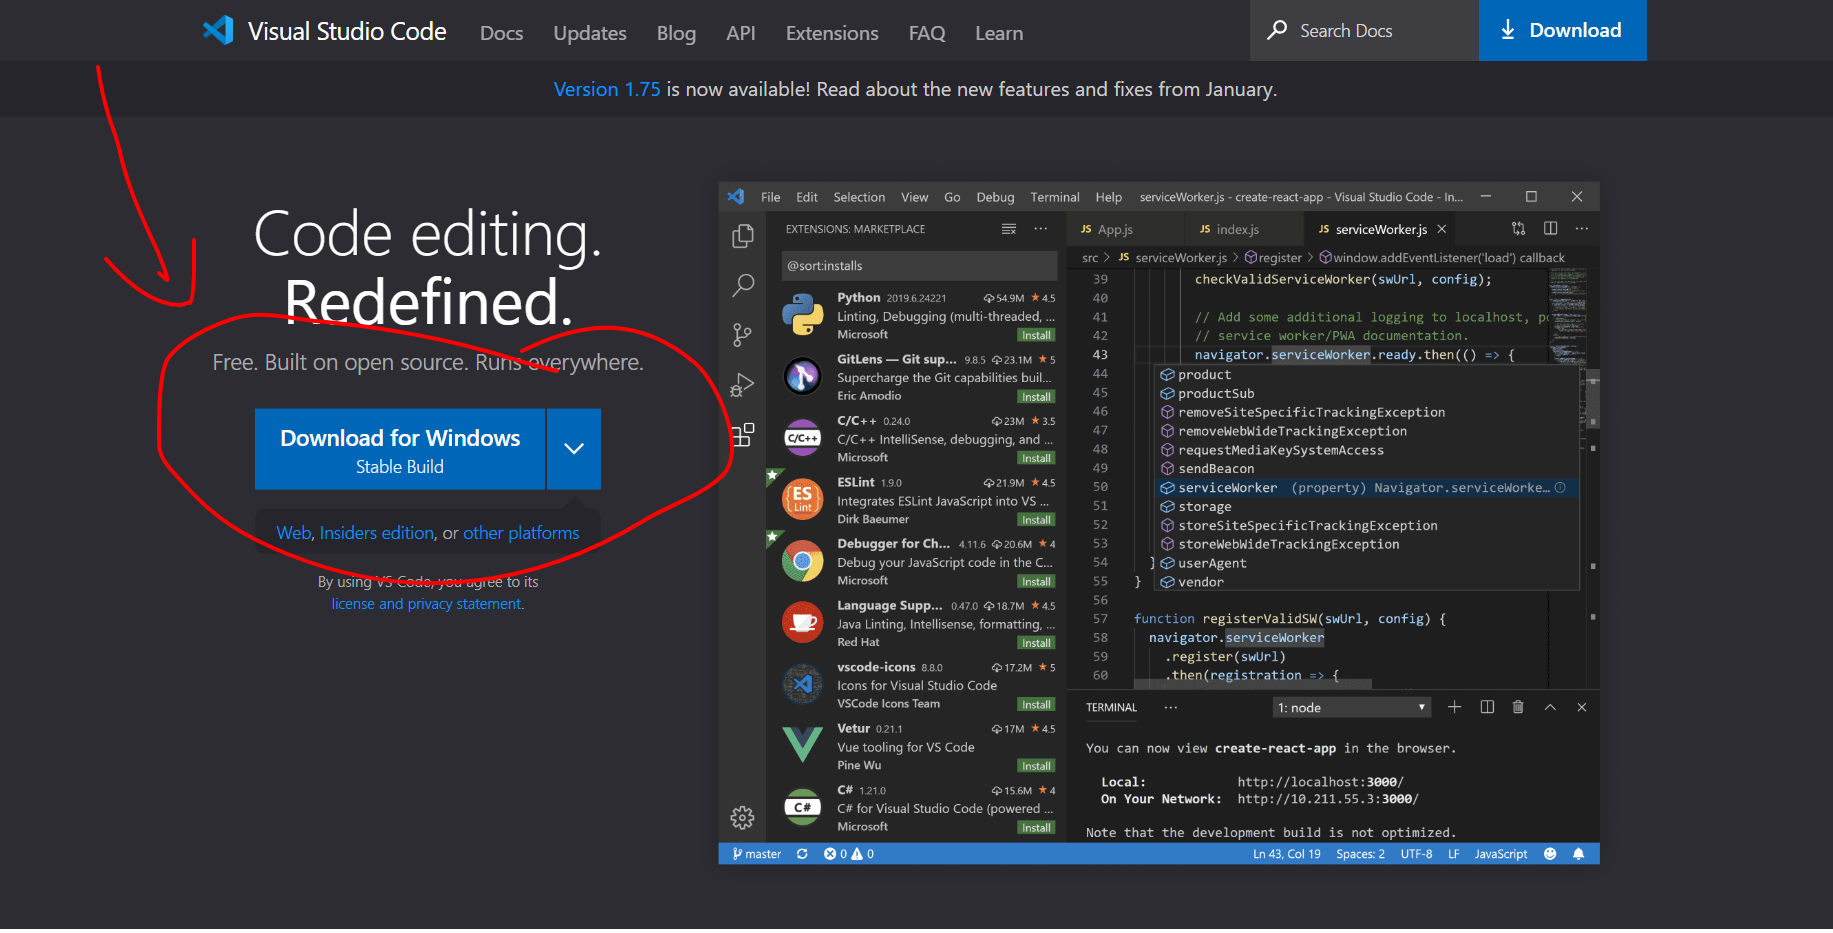 Visual Studio Code Docs Updates Blog API Extensions FAQ Learn Search Docs Download
Version 1.75 is now available! Read about the new features and fixes from January.
Code editing.
Redefined.
Free. Built on open source. Runs everywhere.
Download for Windows
Stable Build
Web, Insiders edition, or other platforms
By using VS Code, you agree to its
license and privacy statement.
File Edit Selection View Go Debug Terminal Help serviceWorker.js - create-react-app - Visual Studio Code - In...
EXTENSIONS: MARKETPLACE
@sort:installs
Python 2019.6.24221 54.9M 4.5
Linting, Debugging (multi-threaded, ...
Microsoft Install
GitLens — Git sup... 9.8.5 23.1M 5
Supercharge the Git capabilities buil...
Eric Amodio Install
C/C++
C/C++ 0.24.0 23M 3.5
C/C++ IntelliSense, debugging, and ...
Microsoft Install
ES
Lint
ESLint 1.9.0 21.9M 4.5
Integrates ESLint JavaScript into VS ...
Dirk Baeumer Install
Debugger for Ch... 4.11.6 20.6M 4
Debug your JavaScript code in the C...
Microsoft Install
Language Supp... 0.47.0 18.7M 4.5
Java Linting, Intellisense, formatting, ...
Red Hat Install
vscode-icons 8.8.0 17.2M 5
Icons for Visual Studio Code
VSCode Icons Team Install
Vetur 0.21.1 17M 4.5
Vue tooling for VS Code
Pine Wu Install
C#
C# 1.21.0 15.6M 4
C# for Visual Studio Code (powered ...
Microsoft Install
JS App.js JS index.js JS serviceWorker.js
src > JS serviceWorker.js > register > window.addEventListener('load') callback
39 checkValidServiceWorker(swUrl, config);
40
41 // Add some additional logging to localhost, po
42 // service worker/PWA documentation.
43 navigator.serviceWorker.ready.then(() => {
44 product
45 productSub
46 removeSiteSpecificTrackingException
47 removeWebWideTrackingException
48 requestMediaKeySystemAccess
49 sendBeacon
50 serviceWorker (property) Navigator.serviceWorke...
51 storage
52 storeSiteSpecificTrackingException
53 storeWebWideTrackingException
54 } userAgent
55 } vendor
56
57 function registerValidSW(swUrl, config) {
58 navigator.serviceWorker
59 .register(swUrl)
60 .then(registration => {
TERMINAL ... 1: node
You can now view create-react-app in the browser.
Local: http://localhost:3000/
On Your Network: http://10.211.55.3:3000/
Note that the development build is not optimized.
master 0 0 Ln 43, Col 19 Spaces: 2 UTF-8 LF JavaScript